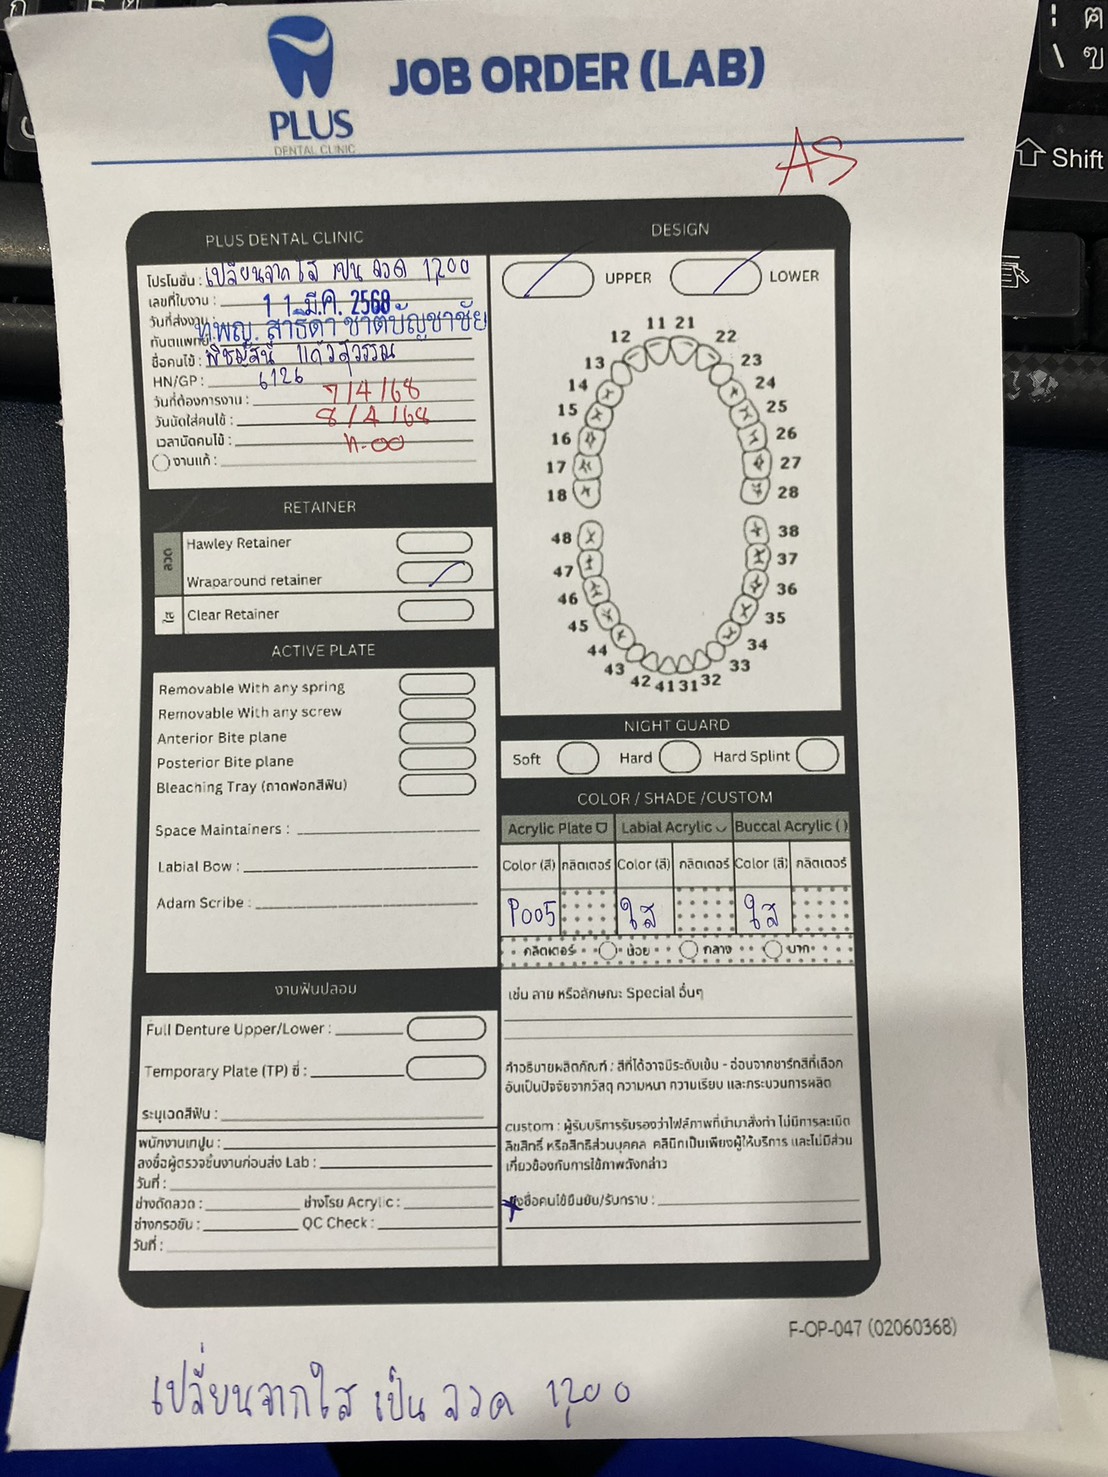 PLUS
DENTAL CLINIC
JOB ORDER (LAB)
AS
PLUS DENTAL CLINIC
โปรโมชัน : เปลี่ยนจากใส เป็น ลวด 1,200
เลขที่ใบงาน :
วันที่ส่งงาน : 11 มี.ค. 2568
ทันตแพทย์ : ทพญ. สาธิดา ชาติบัญชาชัย
ชื่อคนไข้ : พิชญ์สินี แก้วสุวรรณ
HN/GP : 6126
วันที่ต้องการงาน : 7/4/68
วันนัดใส่คนไข้ : 8/4/68
เวลานัดคนไข้ :
งานแก้ :
RETAINER
ลวด
Hawley Retainer
Wraparound retainer
ใส
Clear Retainer
ACTIVE PLATE
Removable With any spring
Removable With any screw
Anterior Bite plane
Posterior Bite plane
Bleaching Tray (ถาดฟอกสีฟัน)
Space Maintainers :
Labial Bow :
Adam Scribe :
งานฟันปลอม
Full Denture Upper/Lower :
Temporary Plate (TP) ซี่ :
ระบุเฉดสีฟัน :
พนักงานเทปูน :
ลงชื่อผู้ตรวจชิ้นงานก่อนส่ง Lab :
วันที่ :
ช่างดัดลวด : ช่างโรย Acrylic :
ช่างกรอขัด : QC Check :
วันที่ :
DESIGN
UPPER LOWER
11 21
12 22
13 23
14 24
15 25
16 26
17 27
18 28
48 38
47 37
46 36
45 35
44 34
43 33
42 41 31 32
NIGHT GUARD
Soft Hard Hard Splint
COLOR / SHADE /CUSTOM
Acrylic Plate Labial Acrylic Buccal Acrylic ( )
Color (สี) กลิตเตอร์ Color (สี) กลิตเตอร์ Color (สี) กลิตเตอร์
P005 ใส ใส
กลิตเตอร์ น้อย กลาง มาก
เช่น ลาย หรือลักษณะ Special อื่นๆ
คำอธิบายผลิตภัณฑ์ : สีที่ได้อาจมีระดับเข้ม - อ่อนจากชาร์ทสีที่เลือก
อันเป็นปัจจัยจากวัสดุ ความหนา ความเรียบ และกระบวนการผลิต
custom : ผู้รับบริการรับรองว่าไฟล์ภาพที่นำมาสั่งทำ ไม่มีการละเมิด
ลิขสิทธิ์ หรือสิทธิส่วนบุคคล คลินิกเป็นเพียงผู้ให้บริการ และไม่มีส่วน
เกี่ยวข้องกับการใช้ภาพดังกล่าว
ลงชื่อคนไข้ยืนยัน/รับทราบ :
F-OP-047 (02060368)
เปลี่ยนจากใส เป็น ลวด 1,200
Shift